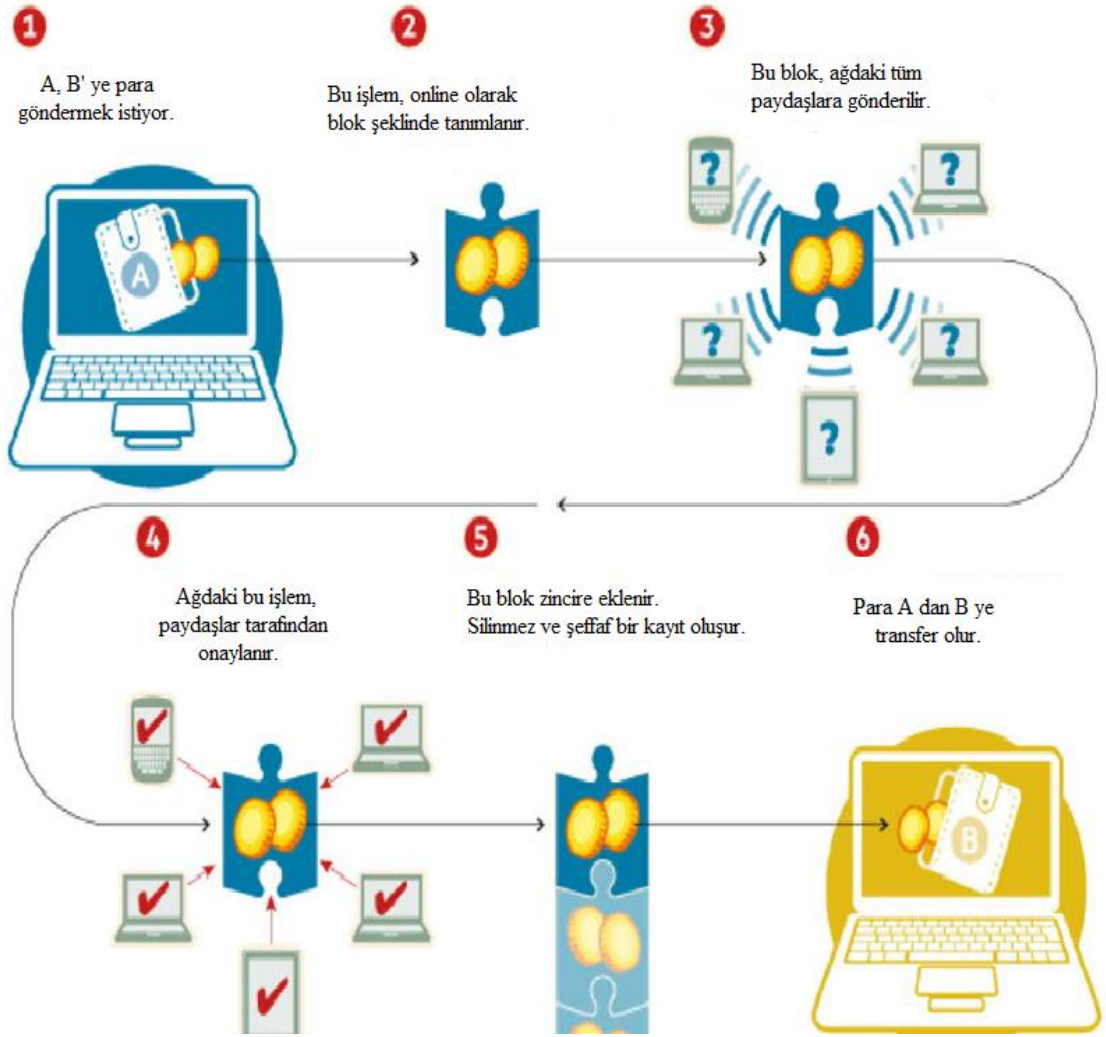 1
A, B' ye para
göndermek istiyor.
2
Bu işlem, online olarak
blok şeklinde tanımlanır.
3
Bu blok, ağdaki tüm
paydaşlara gönderilir.
?
?
A
?
?
?
4
Ağdaki bu işlem,
paydaşlar tarafından
onaylanır.
5
Bu blok zincire eklenir.
Silinmez ve şeffaf bir kayıt oluşur.
6
Para A dan B ye
transfer olur.
B